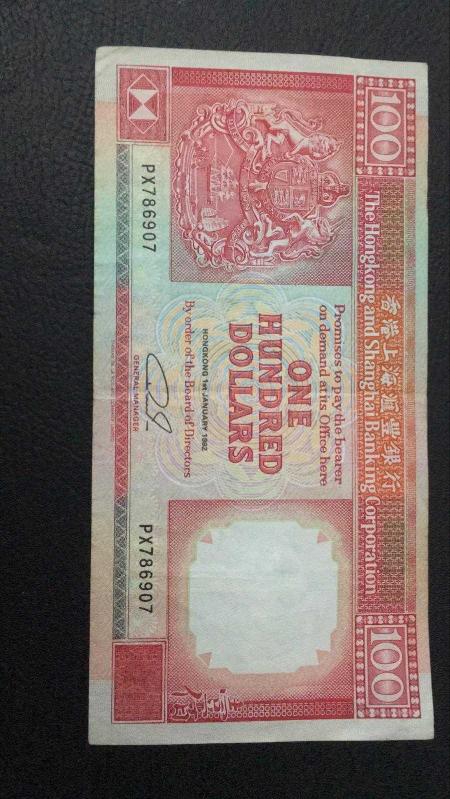 100
香港上海滙豐銀行
100
The Hongkong and Shanghai Banking Corporation
Promises to pay the bearer
on demand at its Office here
ONE
HUNDRED
DOLLARS
HONGKONG 1st JANUARY 1992
By order of the Board of Directors
GENERAL MANAGER
PX786907
PX786907